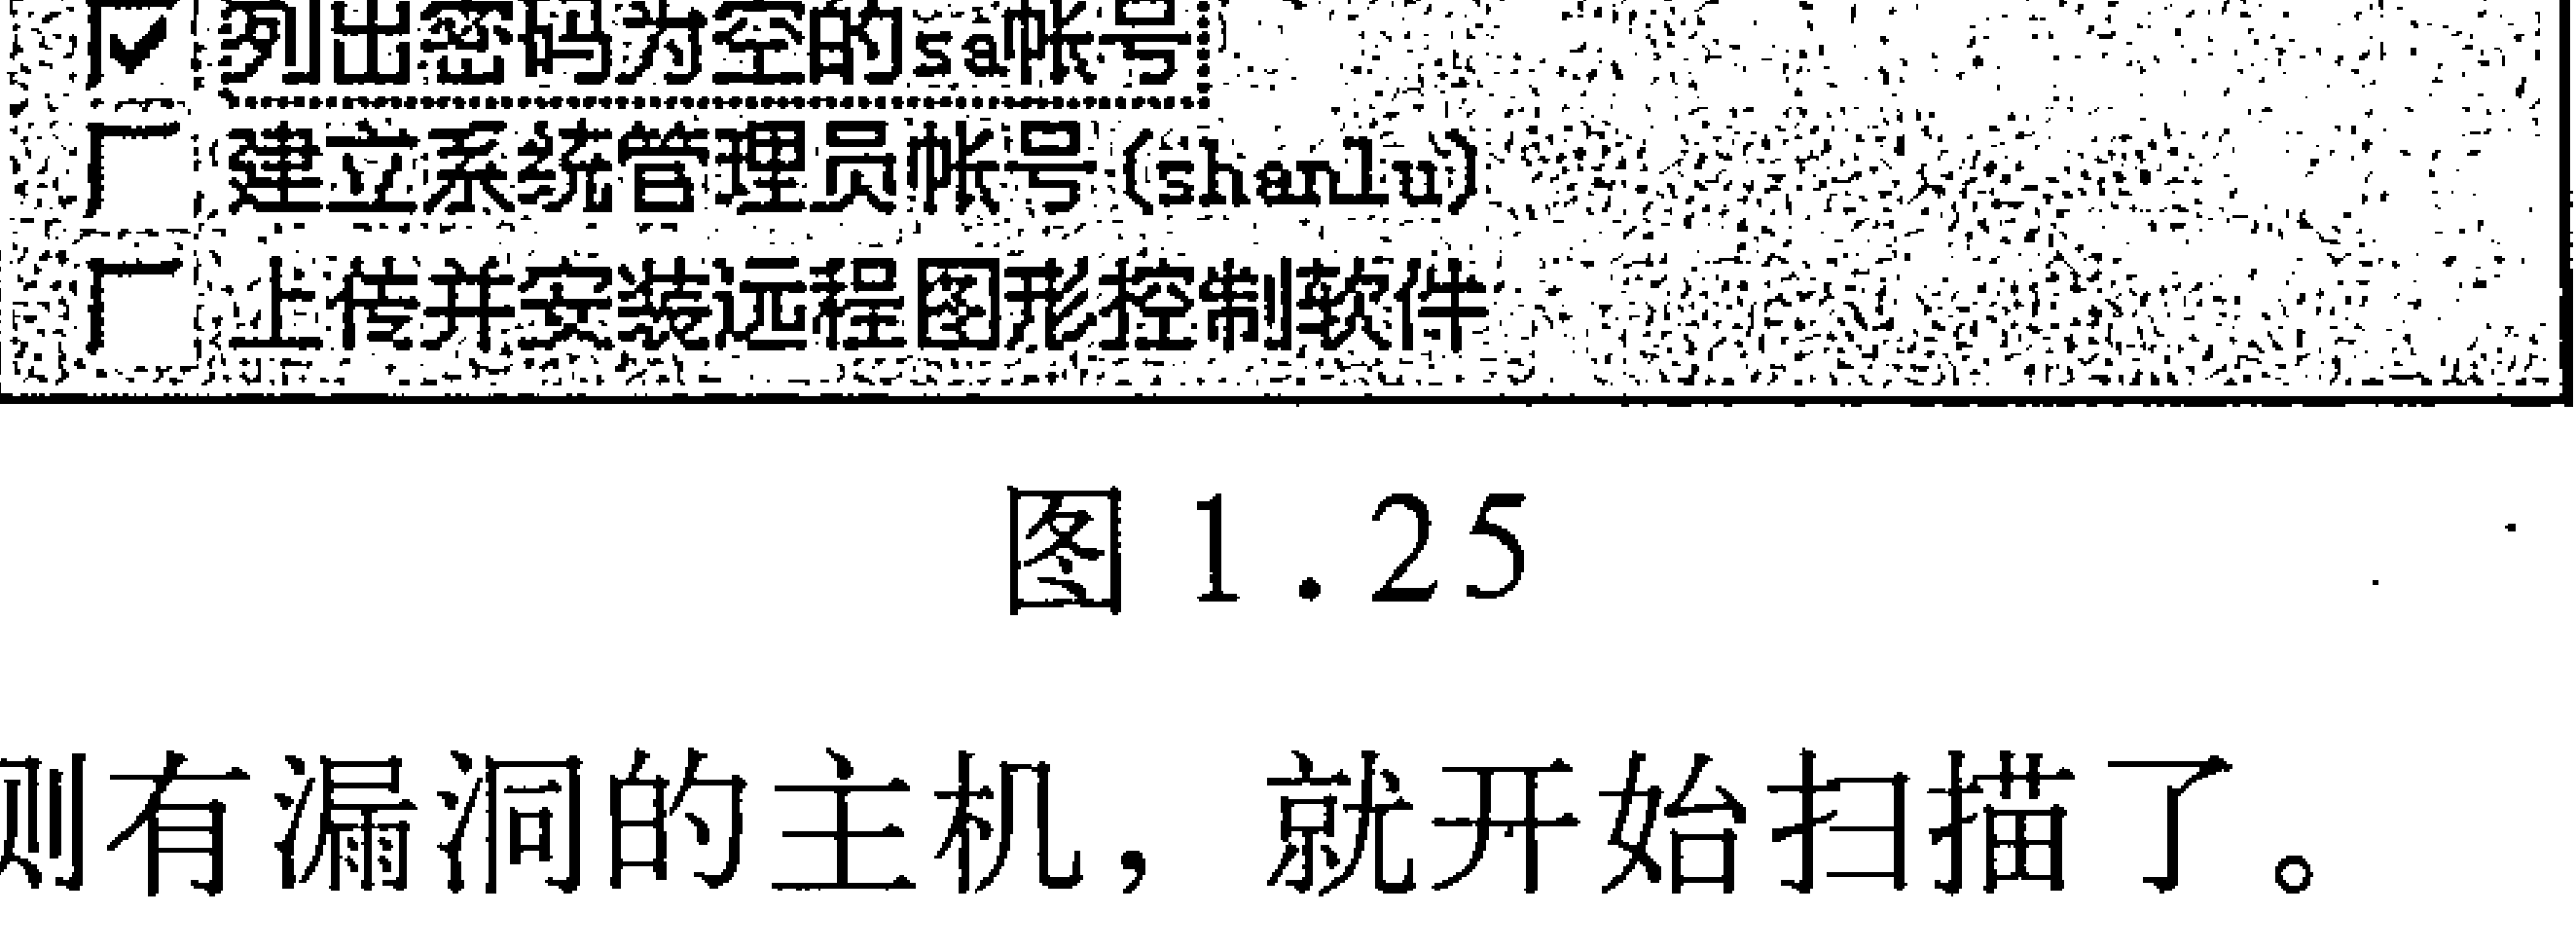 列出密码为空的sa帐号
建立系统管理员帐号(shanlu)
上传并安装远程图形控制软件
图 1.25
有漏洞的主机，就开始扫描了。